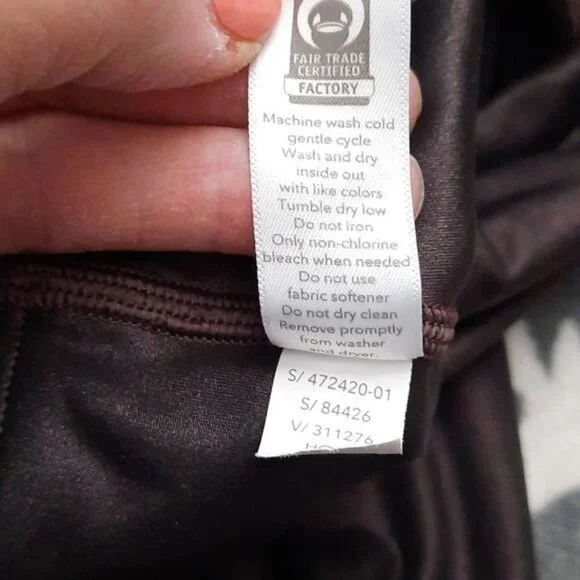 FAIR TRADE
CERTIFIED
FACTORY
Machine wash cold
gentle cycle
Wash and dry
inside out
with like colors
Tumble dry low
Do not iron
Only non-chlorine
bleach when needed
Do not use
fabric softener
Do not dry clean
Remove promptly
from washer
and dryer.
S/ 472420-01
S/ 84426
V/ 311276